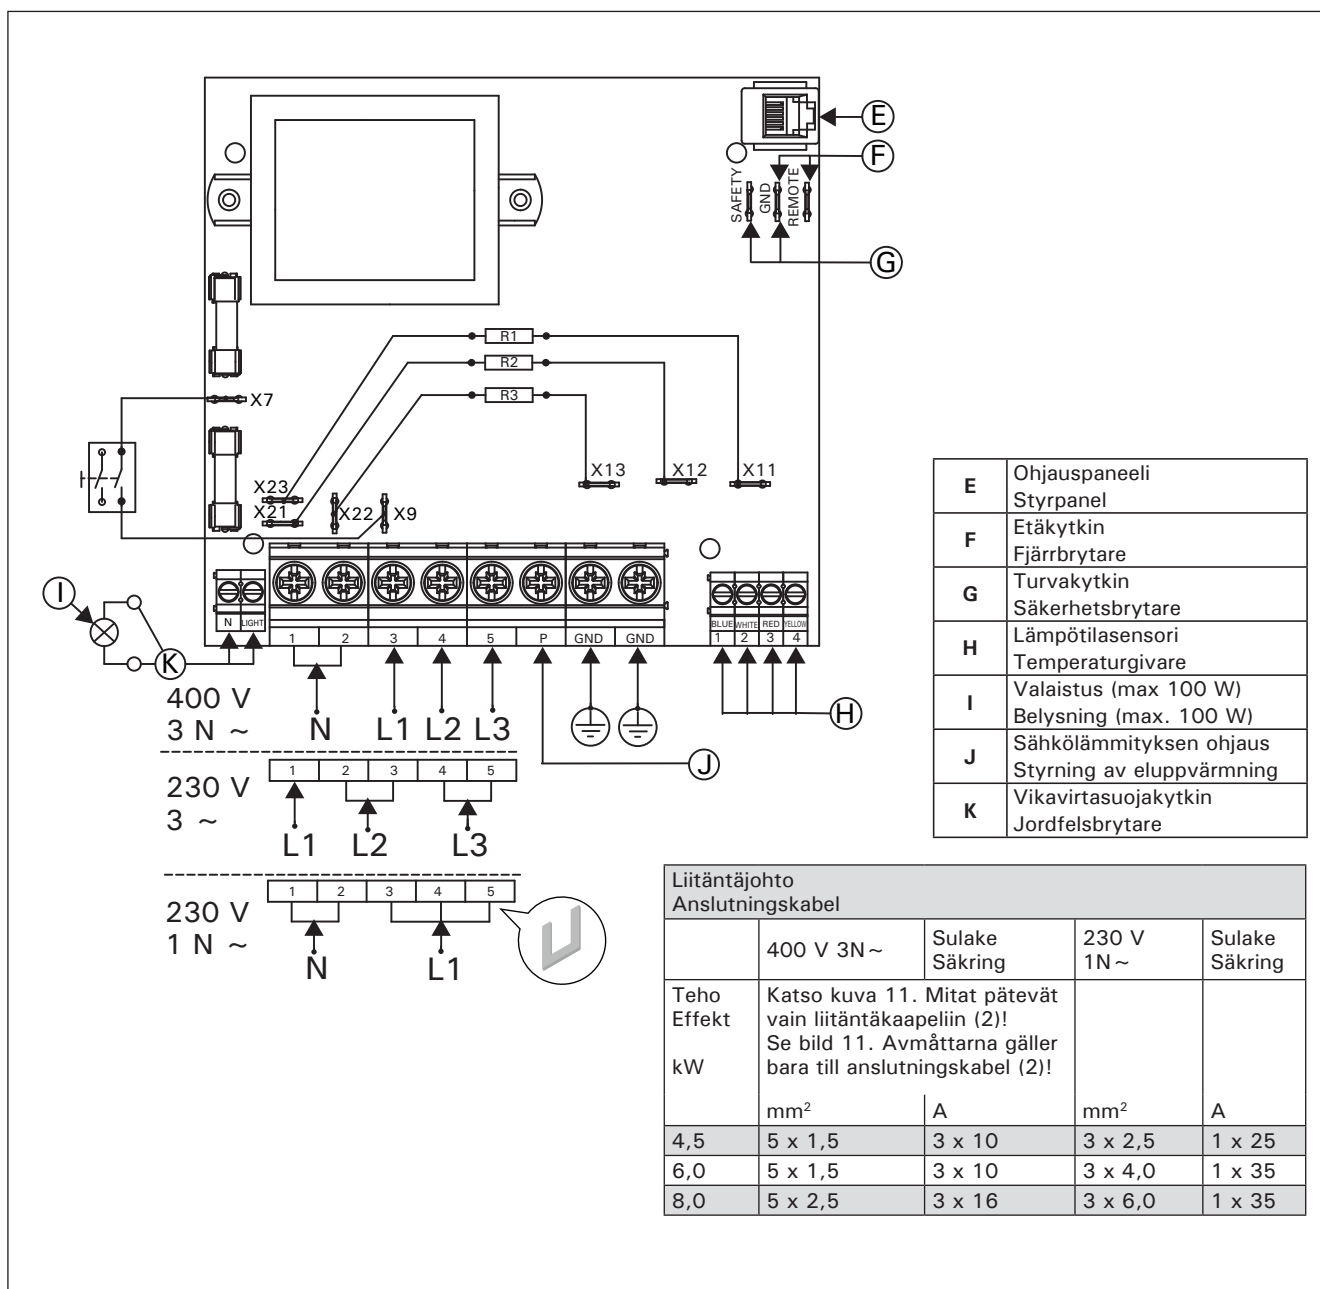 E
F
SAFETY
GND
REMOTE
G
R1
R2
R3
X7
X13
X12
X11
X23
X21
X22
X9
I
N
LIGHT
1
2
3
4
5
P
GND
GND
BLUE
WHITE
RED
YELLOW
1
2
3
4
K
H
400 V
3 N ~
N
L1
L2
L3
J
230 V
3 ~
1
2
3
4
5
L1
L2
L3
230 V
1 N ~
1
2
3
4
5
N
L1
E
Ohjauspaneeli
Styrpanel
F
Etäkytkin
Fjärrbrytare
G
Turvakytkin
Säkerhetsbrytare
H
Lämpötilasensori
Temperaturgivare
I
Valaistus (max 100 W)
Belysning (max. 100 W)
J
Sähkölämmityksen ohjaus
Styrning av eluppvärmning
K
Vikavirtasuojakytkin
Jordfelsbrytare
Liitäntäjohto
Anslutningskabel
400 V 3N~
Sulake
Säkring
230 V
1N~
Sulake
Säkring
Teho
Effekt
kW
Katso kuva 11. Mitat pätevät
vain liitäntäkaapeliin (2)!
Se bild 11. Avmåttarna gäller
bara till anslutningskabel (2)!
mm² A mm² A
4,5 5 x 1,5 3 x 10 3 x 2,5 1 x 25
6,0 5 x 1,5 3 x 10 3 x 4,0 1 x 35
8,0 5 x 2,5 3 x 16 3 x 6,0 1 x 35